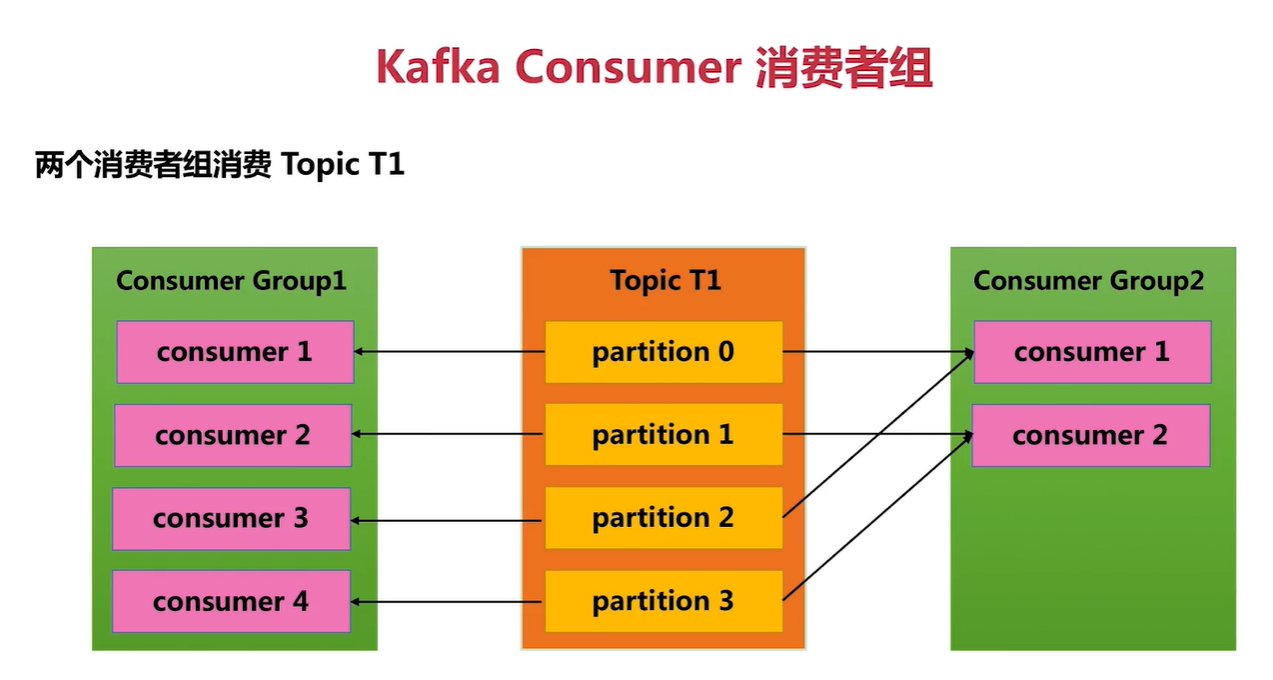 Kafka Consumer 消费者组
两个消费者组消费 Topic T1
Consumer Group1
consumer 1
consumer 2
consumer 3
consumer 4
Topic T1
partition 0
partition 1
partition 2
partition 3
Consumer Group2
consumer 1
consumer 2